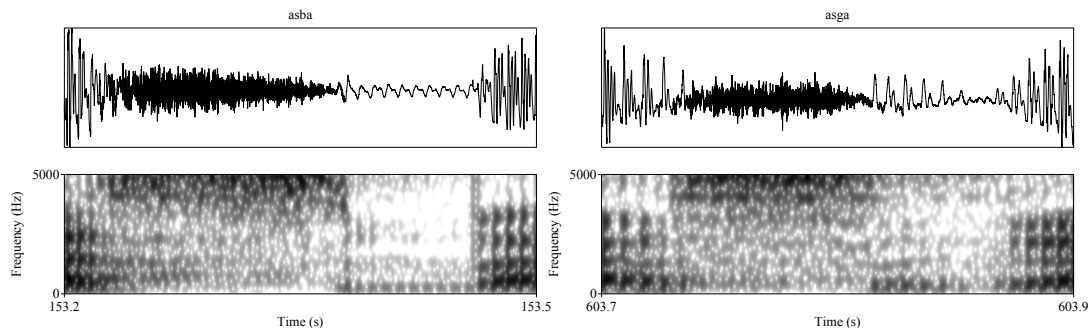 asba
asga
5000
Frequency (Hz)
0
153.2
153.5
Time (s)
5000
Frequency (Hz)
0
603.7
603.9
Time (s)